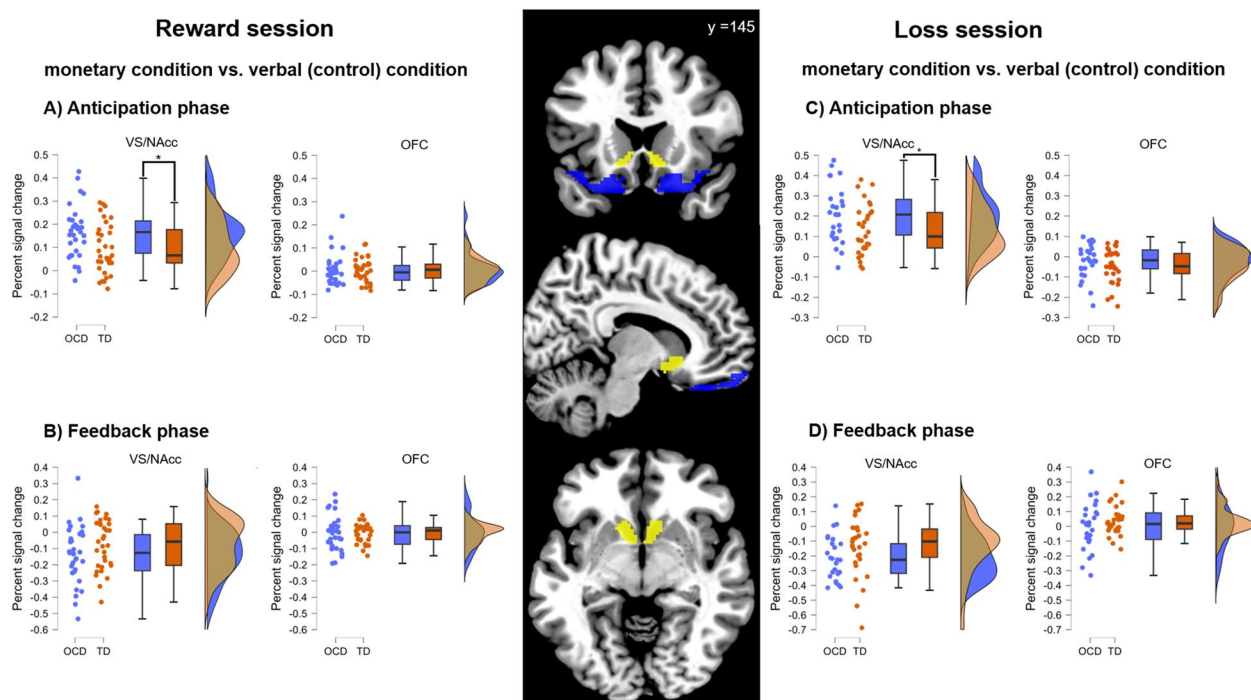 Reward session
monetary condition vs. verbal (control) condition
A) Anticipation phase
VS/NAcc
*
Percent signal change
0.5
0.4
0.3
0.2
0.1
0
-0.1
-0.2
OCD TD
OFC
Percent signal change
0.5
0.4
0.3
0.2
0.1
0
-0.1
-0.2
OCD TD
B) Feedback phase
VS/NAcc
Percent signal change
0.4
0.3
0.2
0.1
0
-0.1
-0.2
-0.3
-0.4
-0.5
-0.6
OCD TD
OFC
Percent signal change
0.4
0.3
0.2
0.1
0
-0.1
-0.2
-0.3
-0.4
-0.5
-0.6
OCD TD
y =145
Loss session
monetary condition vs. verbal (control) condition
C) Anticipation phase
VS/NAcc
*
Percent signal change
0.5
0.4
0.3
0.2
0.1
0
-0.1
-0.2
-0.3
OCD TD
OFC
Percent signal change
0.5
0.4
0.3
0.2
0.1
0
-0.1
-0.2
-0.3
OCD TD
D) Feedback phase
VS/NAcc
Percent signal change
0.4
0.3
0.2
0.1
0
-0.1
-0.2
-0.3
-0.4
-0.5
-0.6
-0.7
OCD TD
OFC
Percent signal change
0.4
0.3
0.2
0.1
0
-0.1
-0.2
-0.3
-0.4
-0.5
-0.6
-0.7
OCD TD